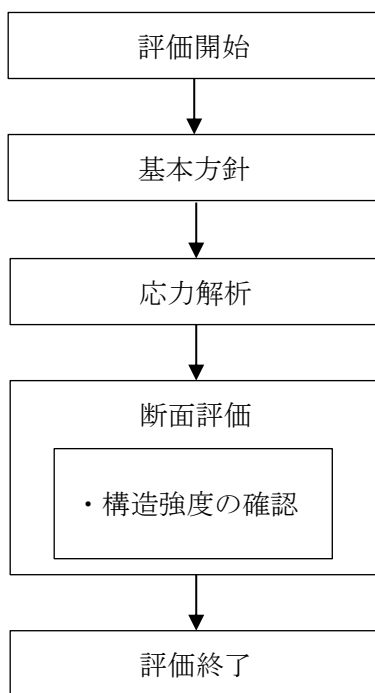 評価開始
基本方針
応力解析
断面評価
・構造強度の確認
評価終了